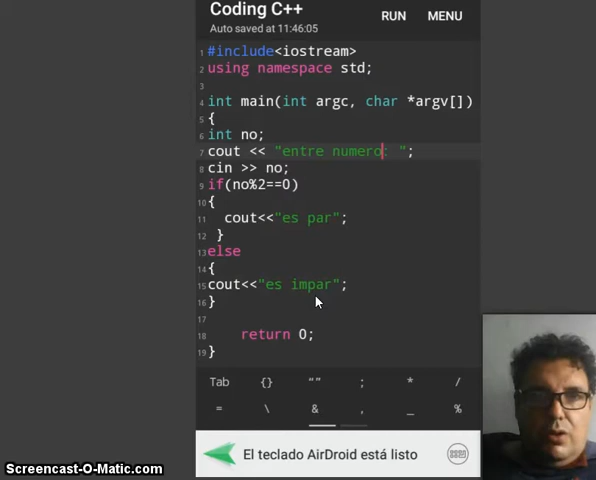 Coding C++
RUN
MENU
Auto saved at 11:46:05
1 #include<iostream>
2 using namespace std;
3
4 int main(int argc, char *argv[])
5 {
6 int no;
7 cout << "entre numero: ";
8 cin >> no;
9 if(no%2==0)
10 {
11 cout<<"es par";
12 }
13 else
14 {
15 cout<<"es impar";
16 }
17
18 return 0;
19 }
Tab {} "" ; * /
= \ & , _ %
El teclado AirDroid está listo
Screencast-O-Matic.com